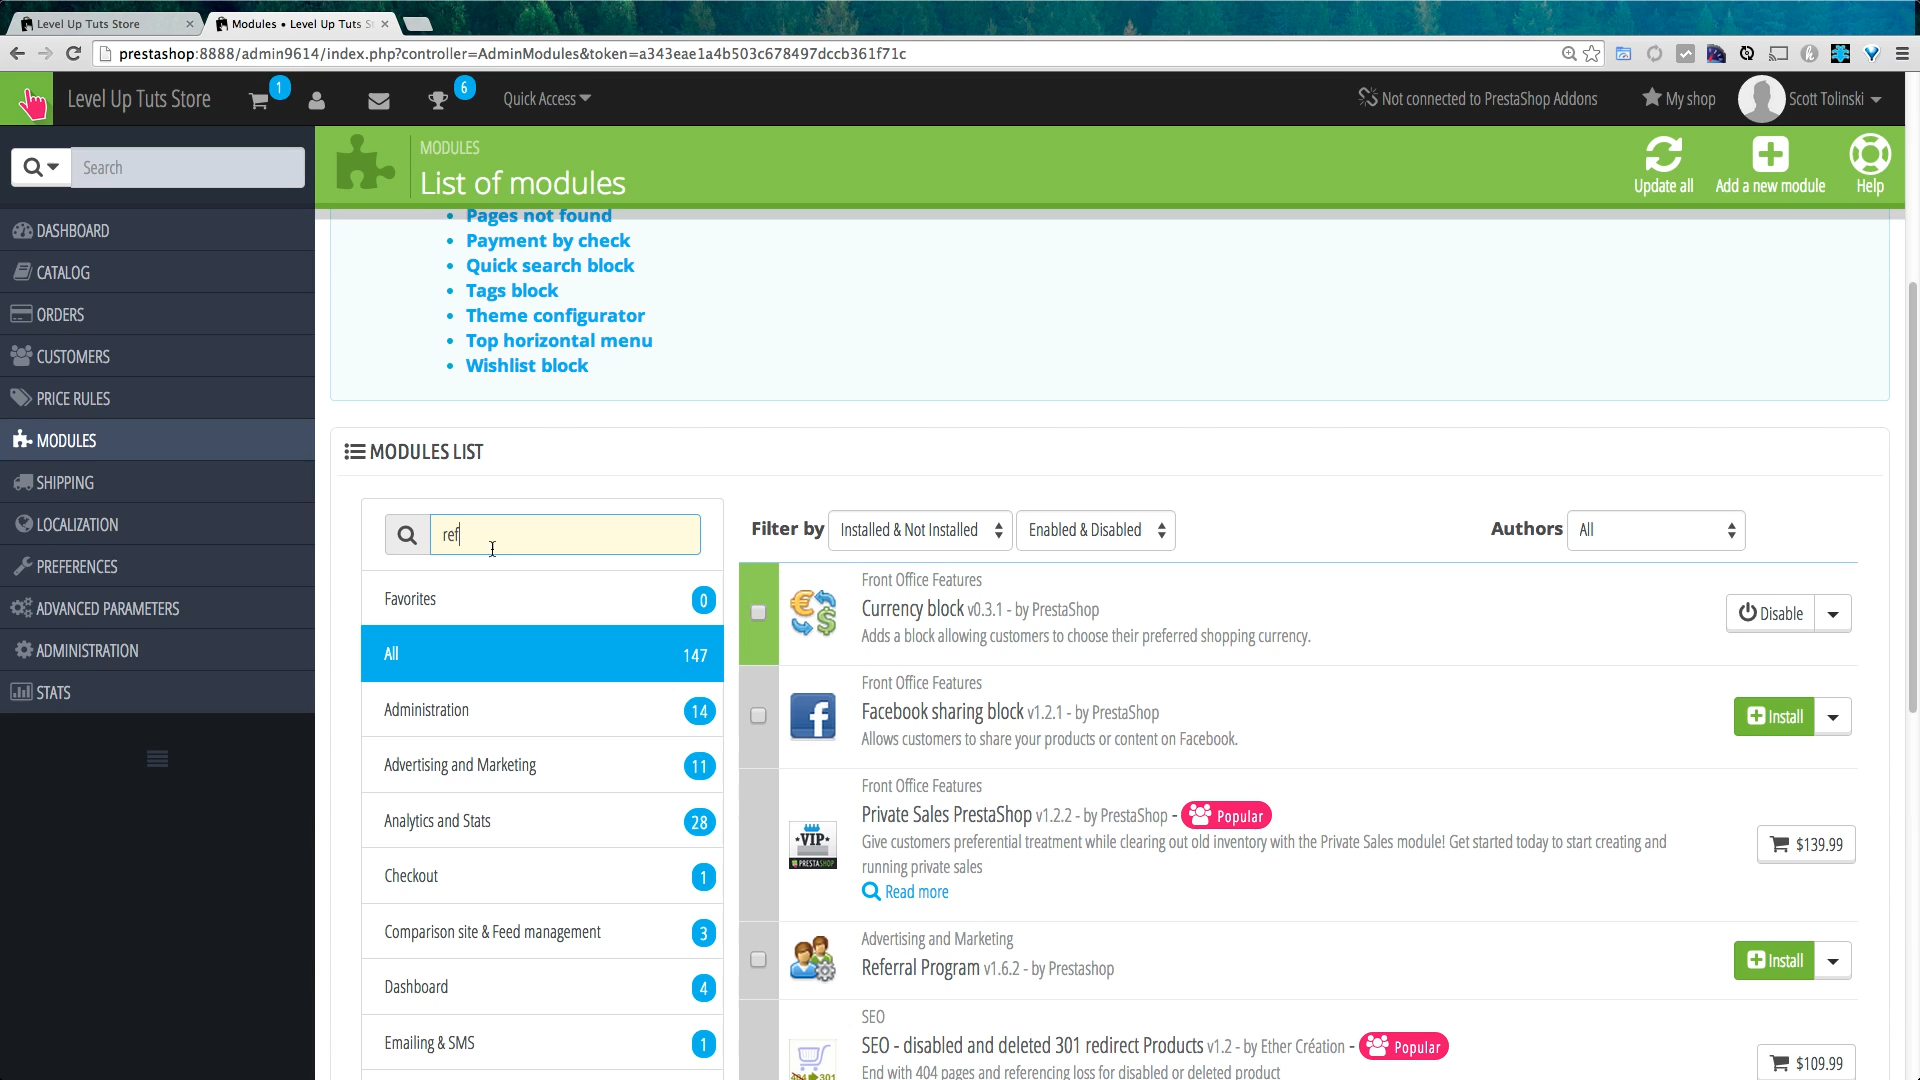 Level Up Tuts Store
Modules • Level Up Tuts S
prestashop:8888/admin9614/index.php?controller=AdminModules&token=a343eae1a4b503c678497dccb361f71c
Level Up Tuts Store
1
6
Quick Access
Not connected to PrestaShop Addons
My shop
Scott Tolinski
Search
MODULES
List of modules
Update all
Add a new module
Help
DASHBOARD
CATALOG
ORDERS
CUSTOMERS
PRICE RULES
MODULES
SHIPPING
LOCALIZATION
PREFERENCES
ADVANCED PARAMETERS
ADMINISTRATION
STATS
• Pages not found
• Payment by check
• Quick search block
• Tags block
• Theme configurator
• Top horizontal menu
• Wishlist block
MODULES LIST
ref
Favorites 0
All 147
Administration 14
Advertising and Marketing 11
Analytics and Stats 28
Checkout 1
Comparison site & Feed management 3
Dashboard 4
Emailing & SMS 1
Filter by Installed & Not Installed Enabled & Disabled
Authors All
Front Office Features
Currency block v0.3.1 - by PrestaShop
Adds a block allowing customers to choose their preferred shopping currency.
Disable
Front Office Features
Facebook sharing block v1.2.1 - by PrestaShop
Allows customers to share your products or content on Facebook.
Install
Front Office Features
VIP
PRESTASHOP
Private Sales PrestaShop v1.2.2 - by PrestaShop - Popular
Give customers preferential treatment while clearing out old inventory with the Private Sales module! Get started today to start creating and
running private sales
Read more
$139.99
Advertising and Marketing
Referral Program v1.6.2 - by Prestashop
Install
SEO
SEO - disabled and deleted 301 redirect Products v1.2 - by Ether Création - Popular
End with 404 pages and referencing loss for disabled or deleted product
404 301
$109.99